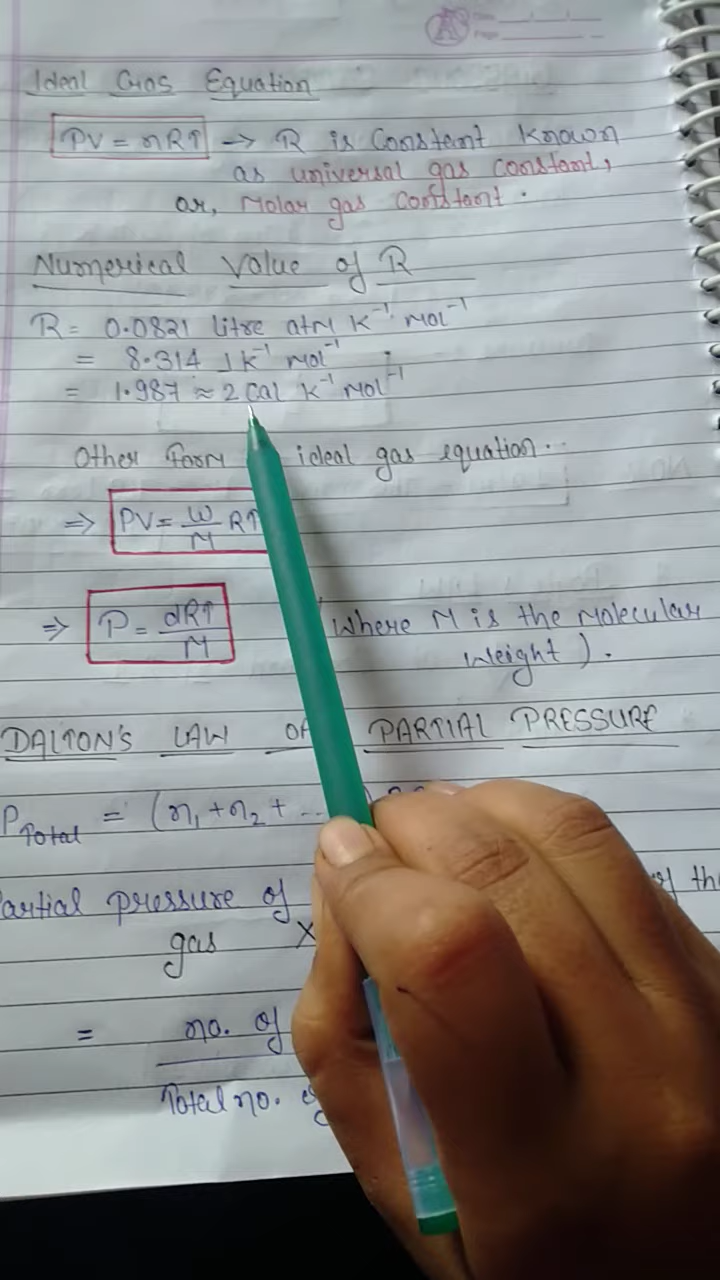 Ideal Gas Equation
PV = nRT → R is Constant known
as universal gas constant,
or, Molar gas Constant.
Numerical Value of R
R = 0.0821 litre atm K⁻¹ mol⁻¹
= 8.314 J K⁻¹ mol⁻¹
= 1.987 ≈ 2 Cal K⁻¹ mol⁻¹
Other form ideal gas equation.
⇒ PV = w/M RT
⇒ P = dRT/M (Where M is the Molecular
Weight).
DALTON'S LAW OF PARTIAL PRESSURE
P Total = (n₁ + n₂ + ...
artial pressure of of the
gas ×
= no. of
Total no.